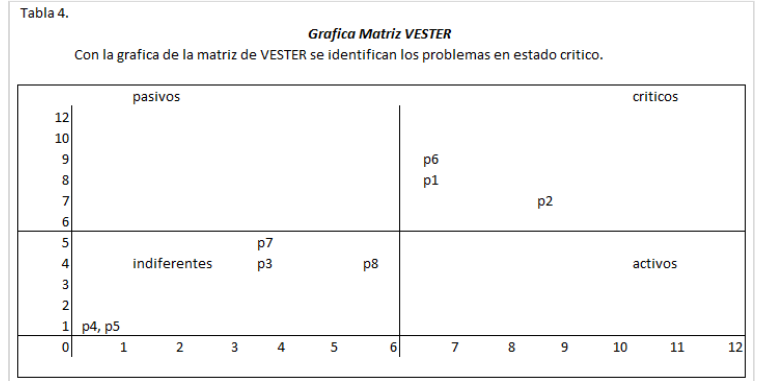 Tabla 4.
Grafica Matriz VESTER
Con la grafica de la matriz de VESTER se identifican los problemas en estado critico.
pasivos criticos
12
10
9 p6
8 p1
7 p2
6
5 p7
4 indiferentes p3 p8 activos
3
2
1 p4, p5
0 1 2 3 4 5 6 7 8 9 10 11 12